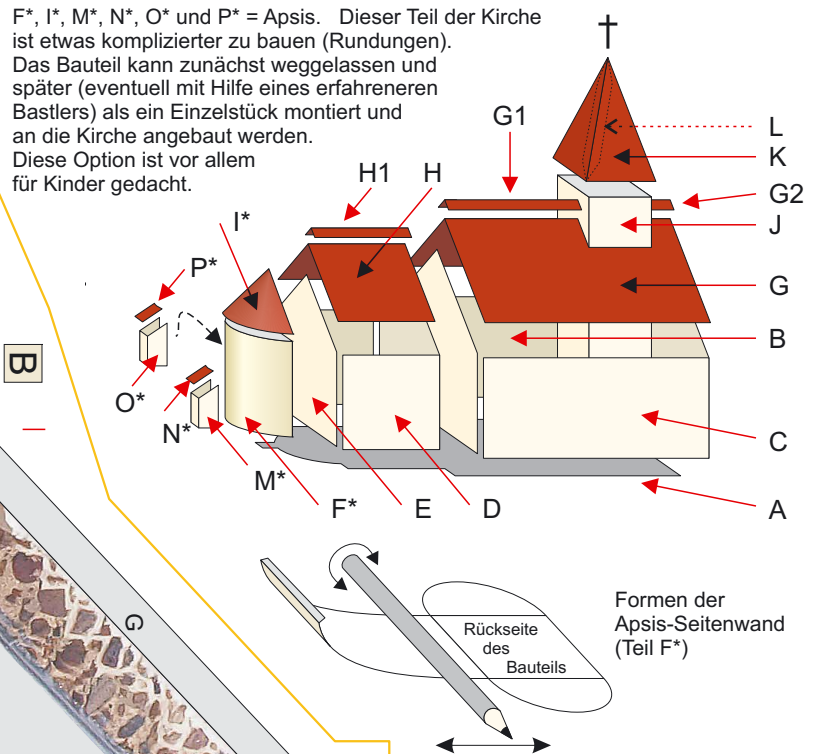 F*, I*, M*, N*, O* und P* = Apsis.   Dieser Teil der Kirche
ist etwas komplizierter zu bauen (Rundungen).
Das Bauteil kann zunächst weggelassen und
später (eventuell mit Hilfe eines erfahreneren
Bastlers) als ein Einzelstück montiert und
an die Kirche angebaut werden.
Diese Option ist vor allem
für Kinder gedacht.
G1
L
K
H1
H
G2
I*
J
P*
G
B
B
O*
N*
C
M*
F*
E
D
A
G
Formen der
Apsis-Seitenwand
(Teil F*)
Rückseite
des
Bauteils